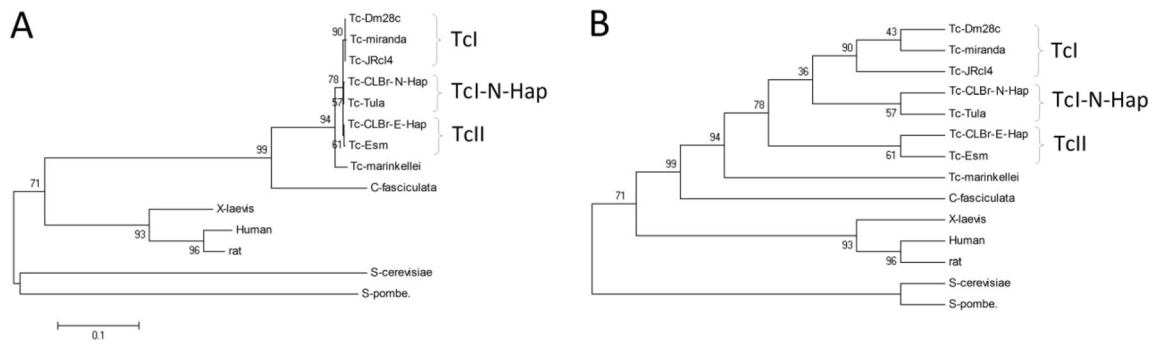 A
Tc-Dm28c
90
Tc-miranda
TcI
Tc-JRcl4
78
Tc-CLBr-N-Hap
TcI-N-Hap
57
Tc-Tula
94
Tc-CLBr-E-Hap
TcII
61
Tc-Esm
99
Tc-marinkellei
71
C-fasciculata
X-laevis
93
Human
96
rat
S-cerevisiae
S-pombe.
0.1
B
43
Tc-Dm28c
90
Tc-miranda
TcI
36
Tc-JRcl4
78
Tc-CLBr-N-Hap
TcI-N-Hap
57
Tc-Tula
94
Tc-CLBr-E-Hap
TcII
61
Tc-Esm
99
Tc-marinkellei
71
C-fasciculata
X-laevis
93
Human
96
rat
S-cerevisiae
S-pombe.